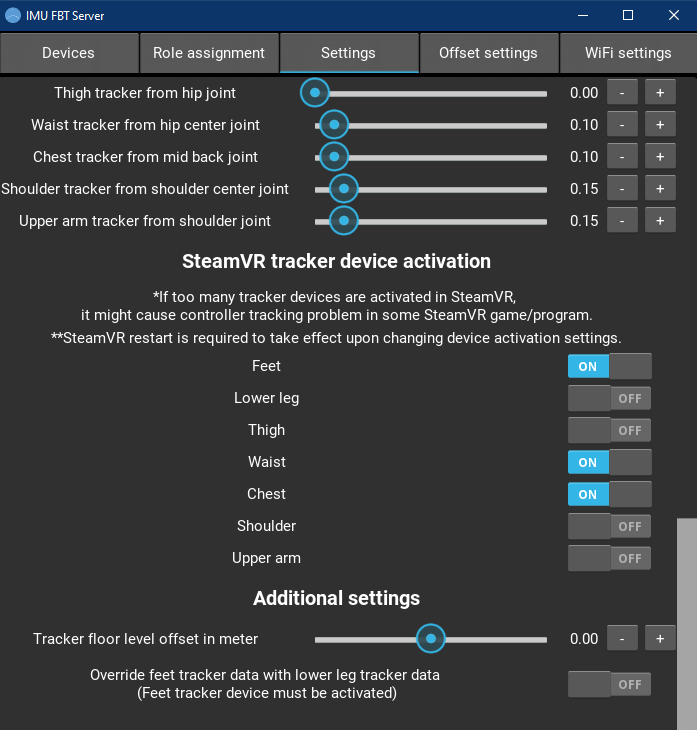 IMU FBT Server
Devices Role assignment Settings Offset settings WiFi settings
Thigh tracker from hip joint 0.00 - +
Waist tracker from hip center joint 0.10 - +
Chest tracker from mid back joint 0.10 - +
Shoulder tracker from shoulder center joint 0.15 - +
Upper arm tracker from shoulder joint 0.15 - +
SteamVR tracker device activation
*If too many tracker devices are activated in SteamVR,
it might cause controller tracking problem in some SteamVR game/program.
**SteamVR restart is required to take effect upon changing device activation settings.
Feet ON
Lower leg OFF
Thigh OFF
Waist ON
Chest ON
Shoulder OFF
Upper arm OFF
Additional settings
Tracker floor level offset in meter 0.00 - +
Override feet tracker data with lower leg tracker data
(Feet tracker device must be activated) OFF